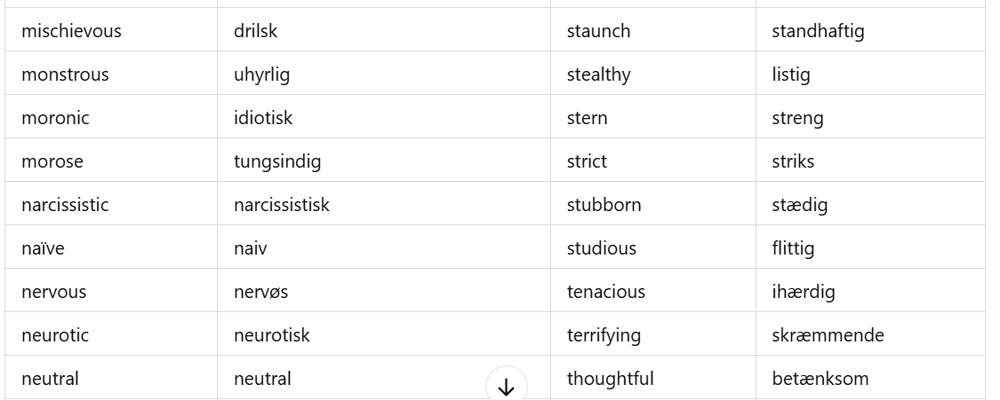 mischievous drilsk staunch standhaftig
monstrous uhyrlig stealthy listig
moronic idiotisk stern streng
morose tungsindig strict striks
narcissistic narcissistisk stubborn stædig
naïve naiv studious flittig
nervous nervøs tenacious ihærdig
neurotic neurotisk terrifying skræmmende
neutral neutral thoughtful betænksom